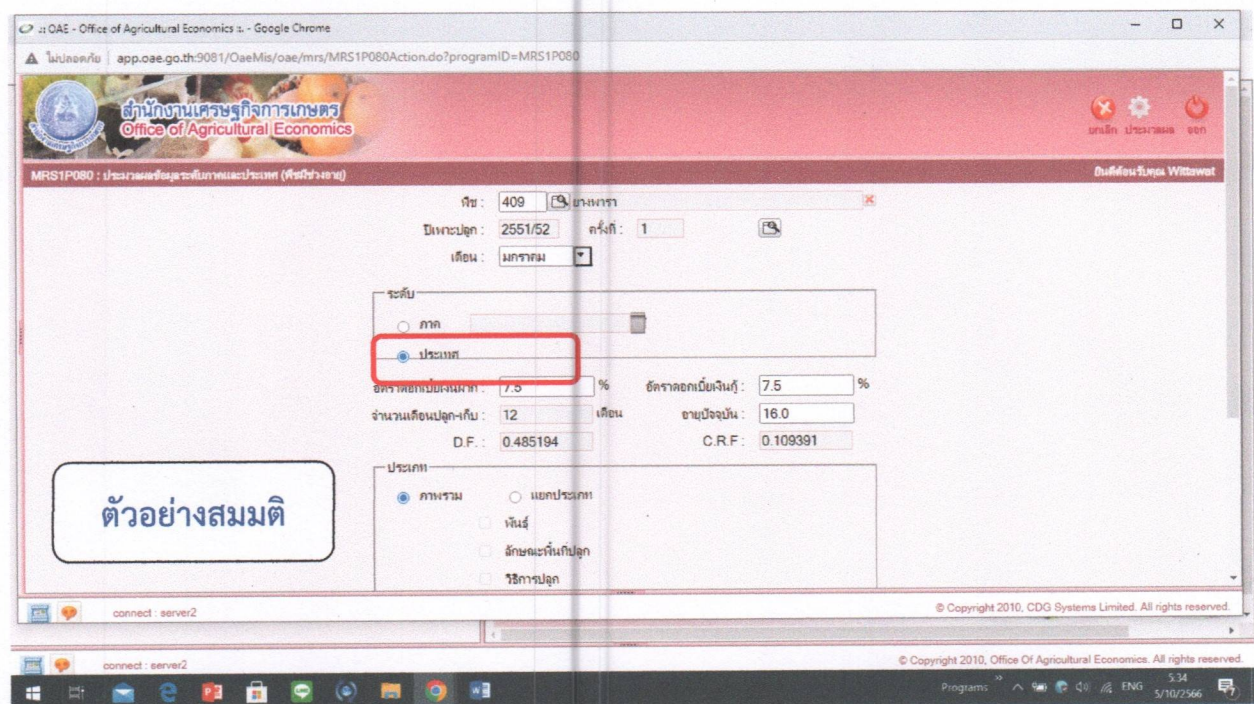 .:: OAE - Office of Agricultural Economics ::. - Google Chrome
ไม่ปลอดภัย app.oae.go.th:9081/OaeMis/oae/mrs/MRS1P080Action.do?programID=MRS1P080
สำนักงานเศรษฐกิจการเกษตร
Office of Agricultural Economics
ยกเลิก ประมวลผล ออก
MRS1P080 : ประมวลผลข้อมูลระดับภาคและประเทศ (พืชมีช่วงอายุ) ยินดีต้อนรับคุณ Wittawat
พืช : 409 ยางพารา
ปีเพาะปลูก : 2551/52 ครั้งที่ : 1
เดือน : มกราคม
ระดับ
ภาค
ประเทศ
อัตราดอกเบี้ยเงินฝาก : 7.5 % อัตราดอกเบี้ยเงินกู้ : 7.5 %
จำนวนเดือนปลูก-เก็บ : 12 เดือน อายุปัจจุบัน : 16.0
D.F. : 0.485194 C.R.F : 0.109391
ประเภท
ภาพรวม แยกประเภท
พันธุ์
ลักษณะพื้นที่ปลูก
วิธีการปลูก
ตัวอย่างสมมติ
connect : server2 © Copyright 2010, CDG Systems Limited. All rights reserved.
connect : server2 © Copyright 2010, Office Of Agricultural Economics. All rights reserved.
Programs ENG 5:34
5/10/2566